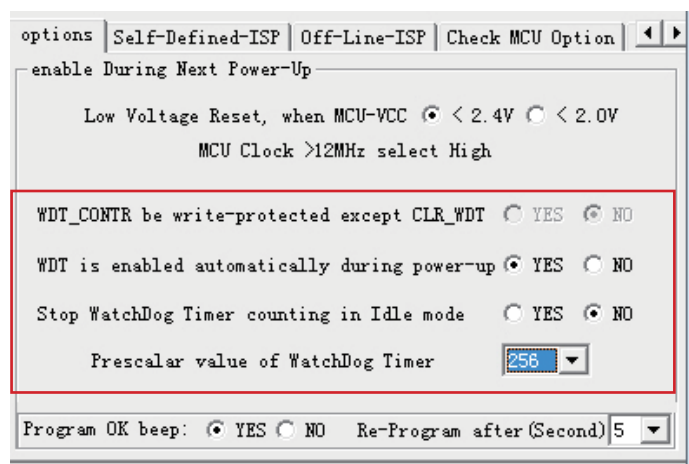 options Self-Defined-ISP Off-Line-ISP Check MCU Option
enable During Next Power-Up
Low Voltage Reset, when MCU-VCC < 2.4V < 2.0V
MCU Clock >12MHz select High
WDT_CONTR be write-protected except CLR_WDT YES NO
WDT is enabled automatically during power-up YES NO
Stop WatchDog Timer counting in Idle mode YES NO
Prescalar value of WatchDog Timer 256
Program OK beep: YES NO Re-Program after(Second) 5